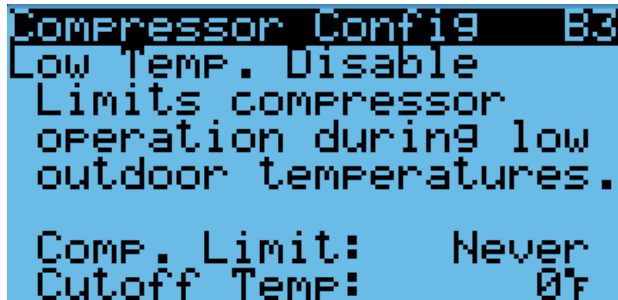 Compressor Config B3
Low Temp. Disable
Limits compressor
operation during low
outdoor temperatures.
Comp. Limit: Never
Cutoff Temp: 0°F